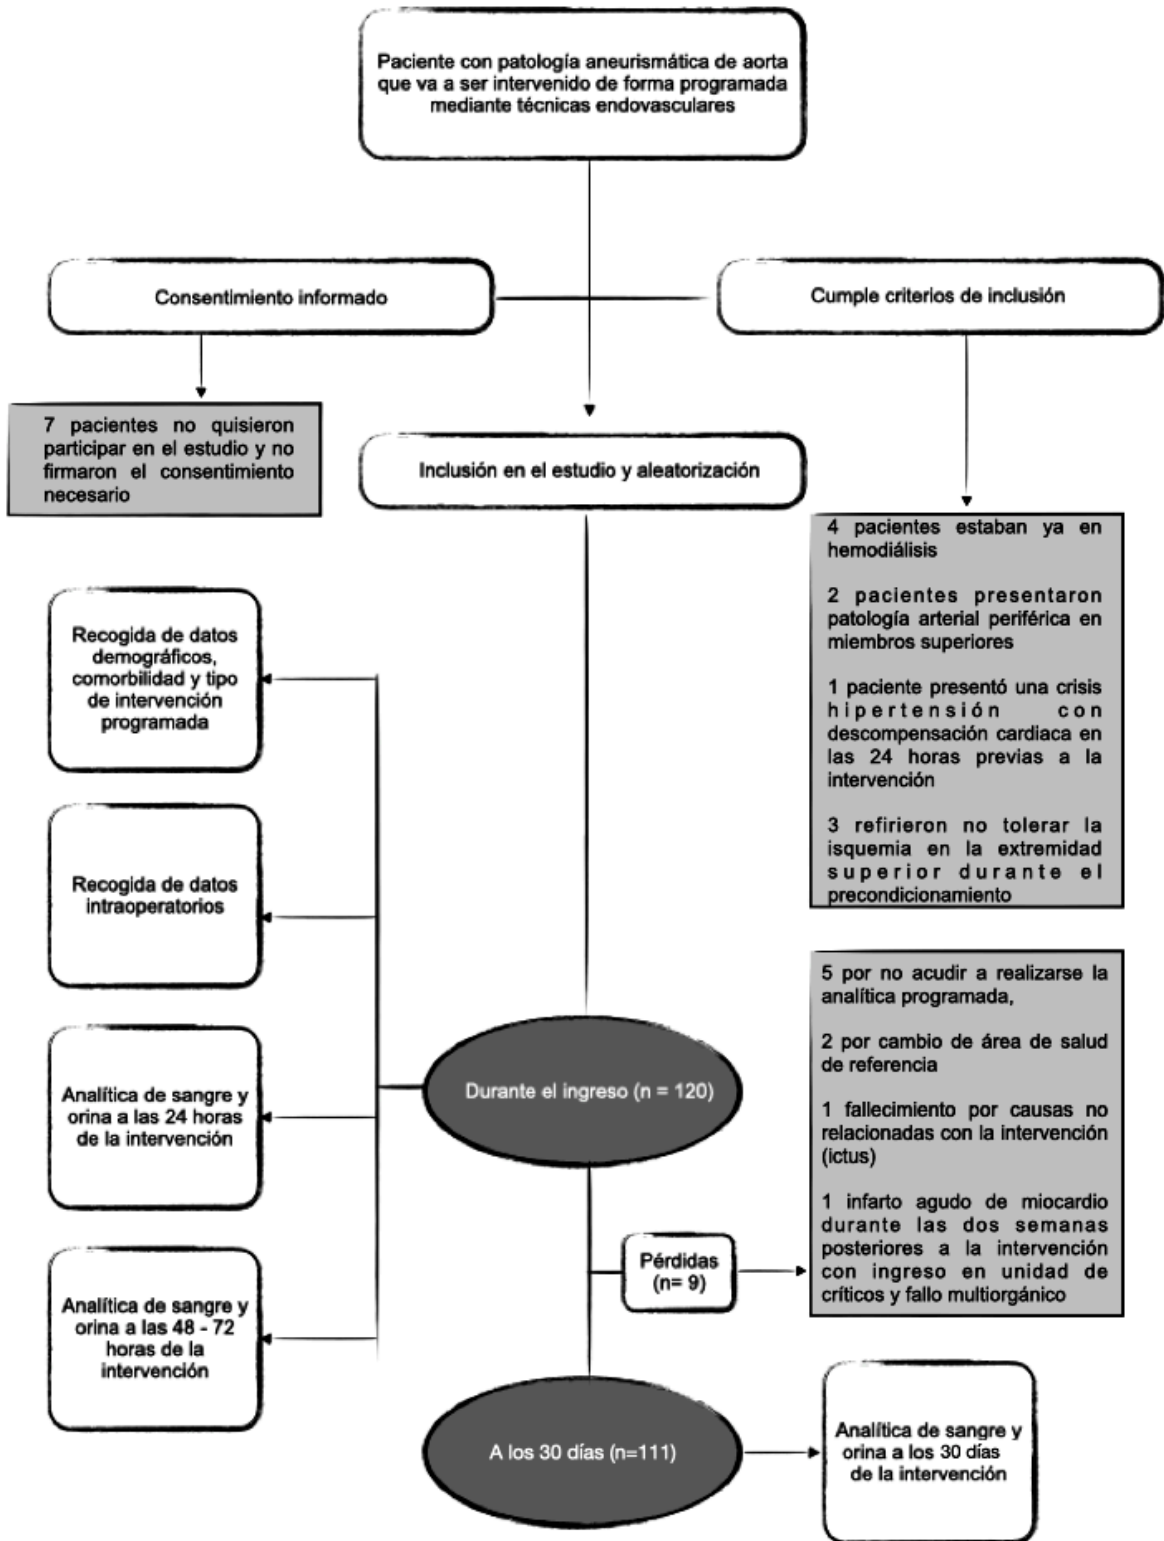 Paciente con patología aneurismática de aorta
que va a ser intervenido de forma programada
mediante técnicas endovasculares
Consentimiento informado
Cumple criterios de inclusión
7 pacientes no quisieron
participar en el estudio y no
firmaron el consentimiento
necesario
Inclusión en el estudio y aleatorización
4 pacientes estaban ya en
hemodiálisis
2 pacientes presentaron
patología arterial periférica en
miembros superiores
1 paciente presentó una crisis
hipertensión con
descompensación cardiaca en
las 24 horas previas a la
intervención
3 refirieron no tolerar la
isquemia en la extremidad
superior durante el
precondicionamiento
Recogida de datos
demográficos,
comorbilidad y tipo
de intervención
programada
Recogida de datos
intraoperatorios
Analítica de sangre y
orina a las 24 horas
de la intervención
Analítica de sangre y
orina a las 48 - 72
horas de la
intervención
Durante el ingreso (n = 120)
5 por no acudir a realizarse la
analítica programada,
2 por cambio de área de salud
de referencia
1 fallecimiento por causas no
relacionadas con la intervención
(ictus)
1 infarto agudo de miocardio
durante las dos semanas
posteriores a la intervención
con ingreso en unidad de
críticos y fallo multiorgánico
Pérdidas
(n= 9)
A los 30 días (n=111)
Analítica de sangre y
orina a los 30 días
de la intervención